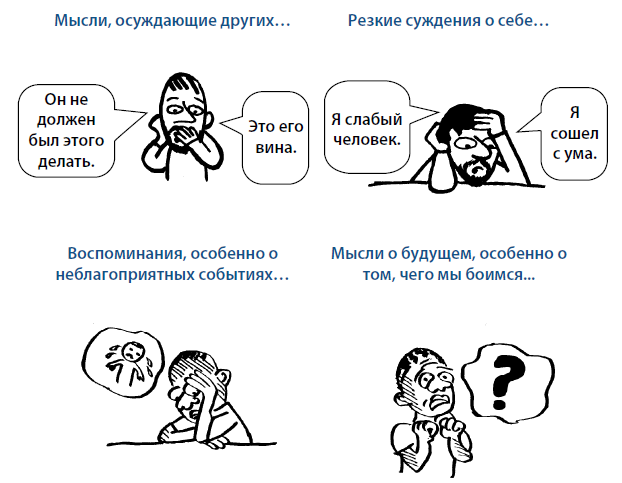 Мысли, осуждающие других…
Резкие суждения о себе…
Он не
должен
был этого
делать.
Это его
вина.
Я слабый
человек.
Я
сошел
с ума.
Воспоминания, особенно о
неблагоприятных событиях…
Мысли о будущем, особенно о
том, чего мы боимся...
?